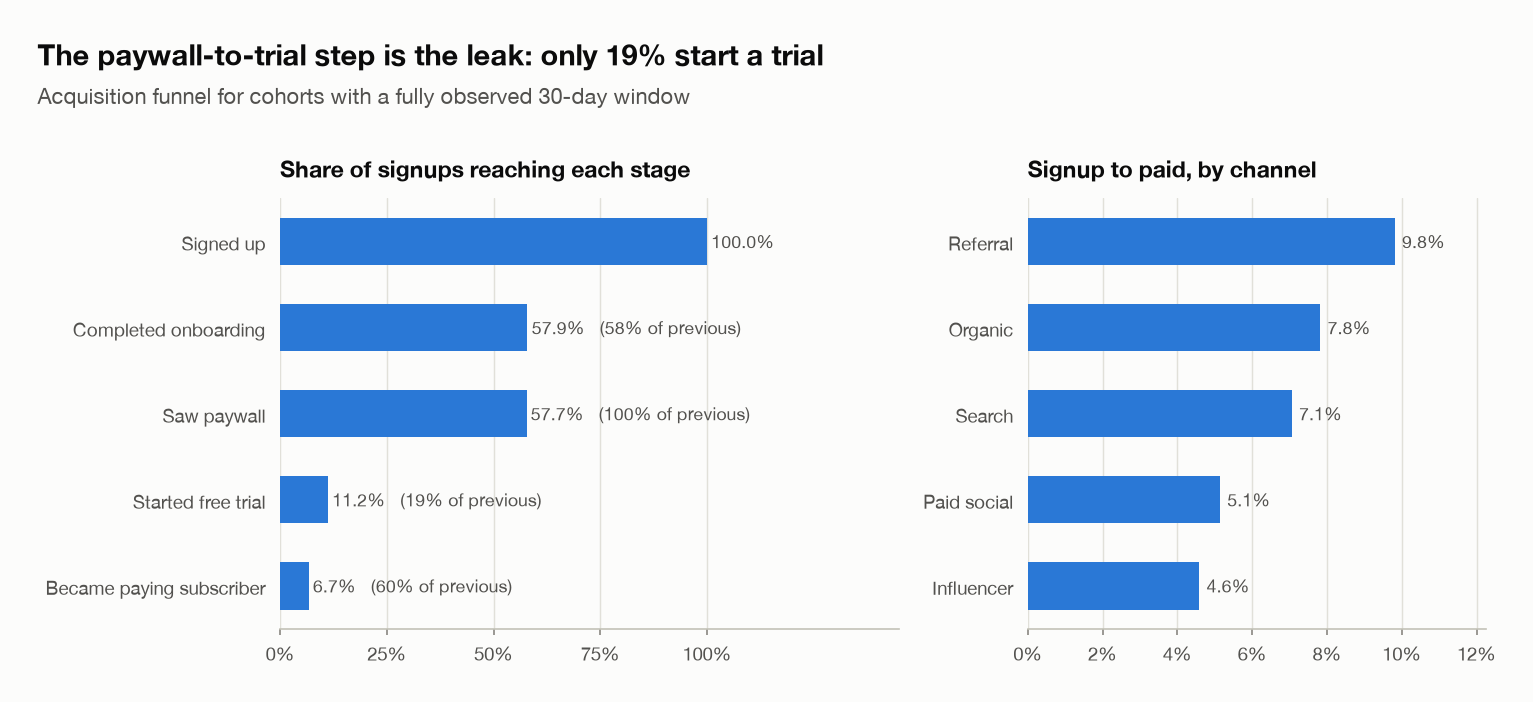 The paywall-to-trial step is the leak: only 19% start a trial
Acquisition funnel for cohorts with a fully observed 30-day window
Share of signups reaching each stage
Signed up 100.0%
Completed onboarding 57.9% (58% of previous)
Saw paywall 57.7% (100% of previous)
Started free trial 11.2% (19% of previous)
Became paying subscriber 6.7% (60% of previous)
0% 25% 50% 75% 100%
Signup to paid, by channel
Referral 9.8%
Organic 7.8%
Search 7.1%
Paid social 5.1%
Influencer 4.6%
0% 2% 4% 6% 8% 10% 12%